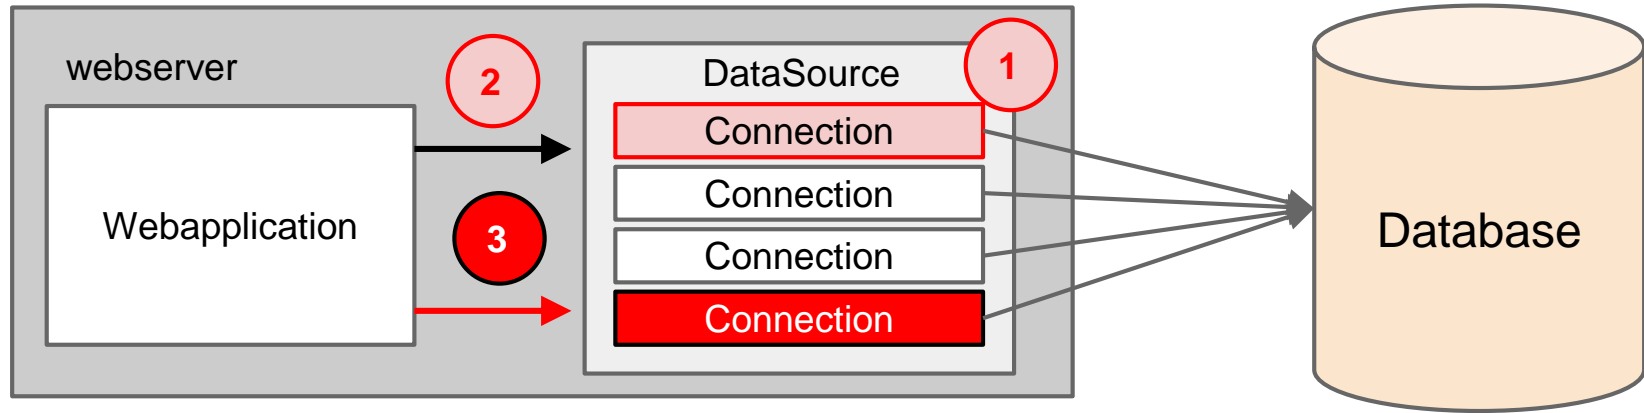 webserver
2
DataSource
1
Connection
Connection
Webapplication
3
Connection
Connection
Database